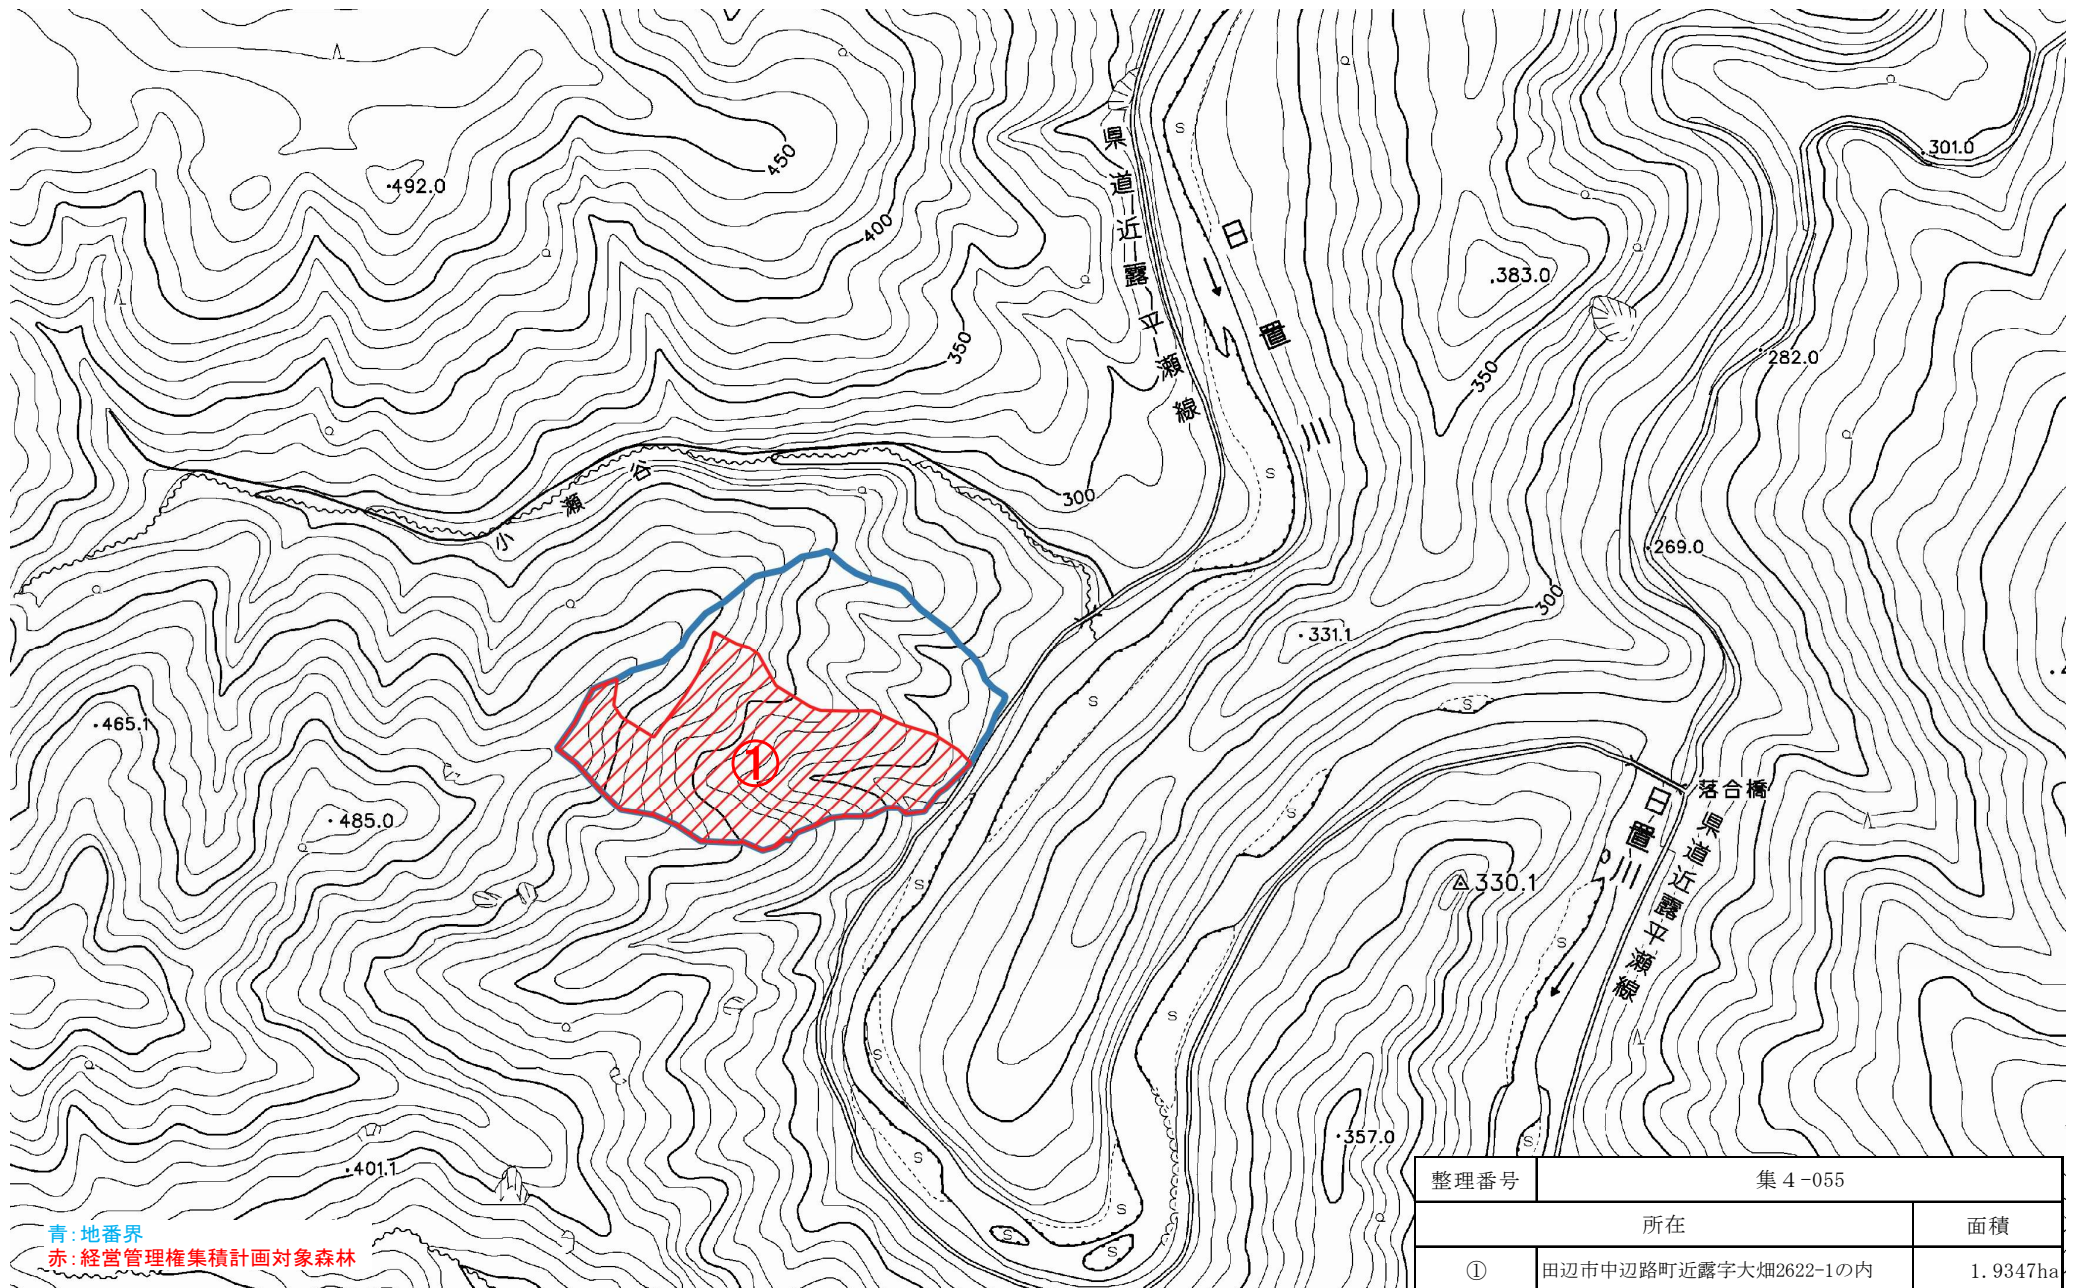 450
・492.0
400
350
県道近露平瀬線
日置川
.383.0
350
.301.0
.282.0
小瀬谷
300
・269.0
300
・331.1
・465.1
・485.0
①
落合橋
日置川
県道近露平瀬線
330.1
・357.0
・401.1
青:地番界
赤:経営管理権集積計画対象森林
整理番号 集4-055
所在 面積
① 田辺市中辺路町近露字大畑2622-1の内 1.9347ha